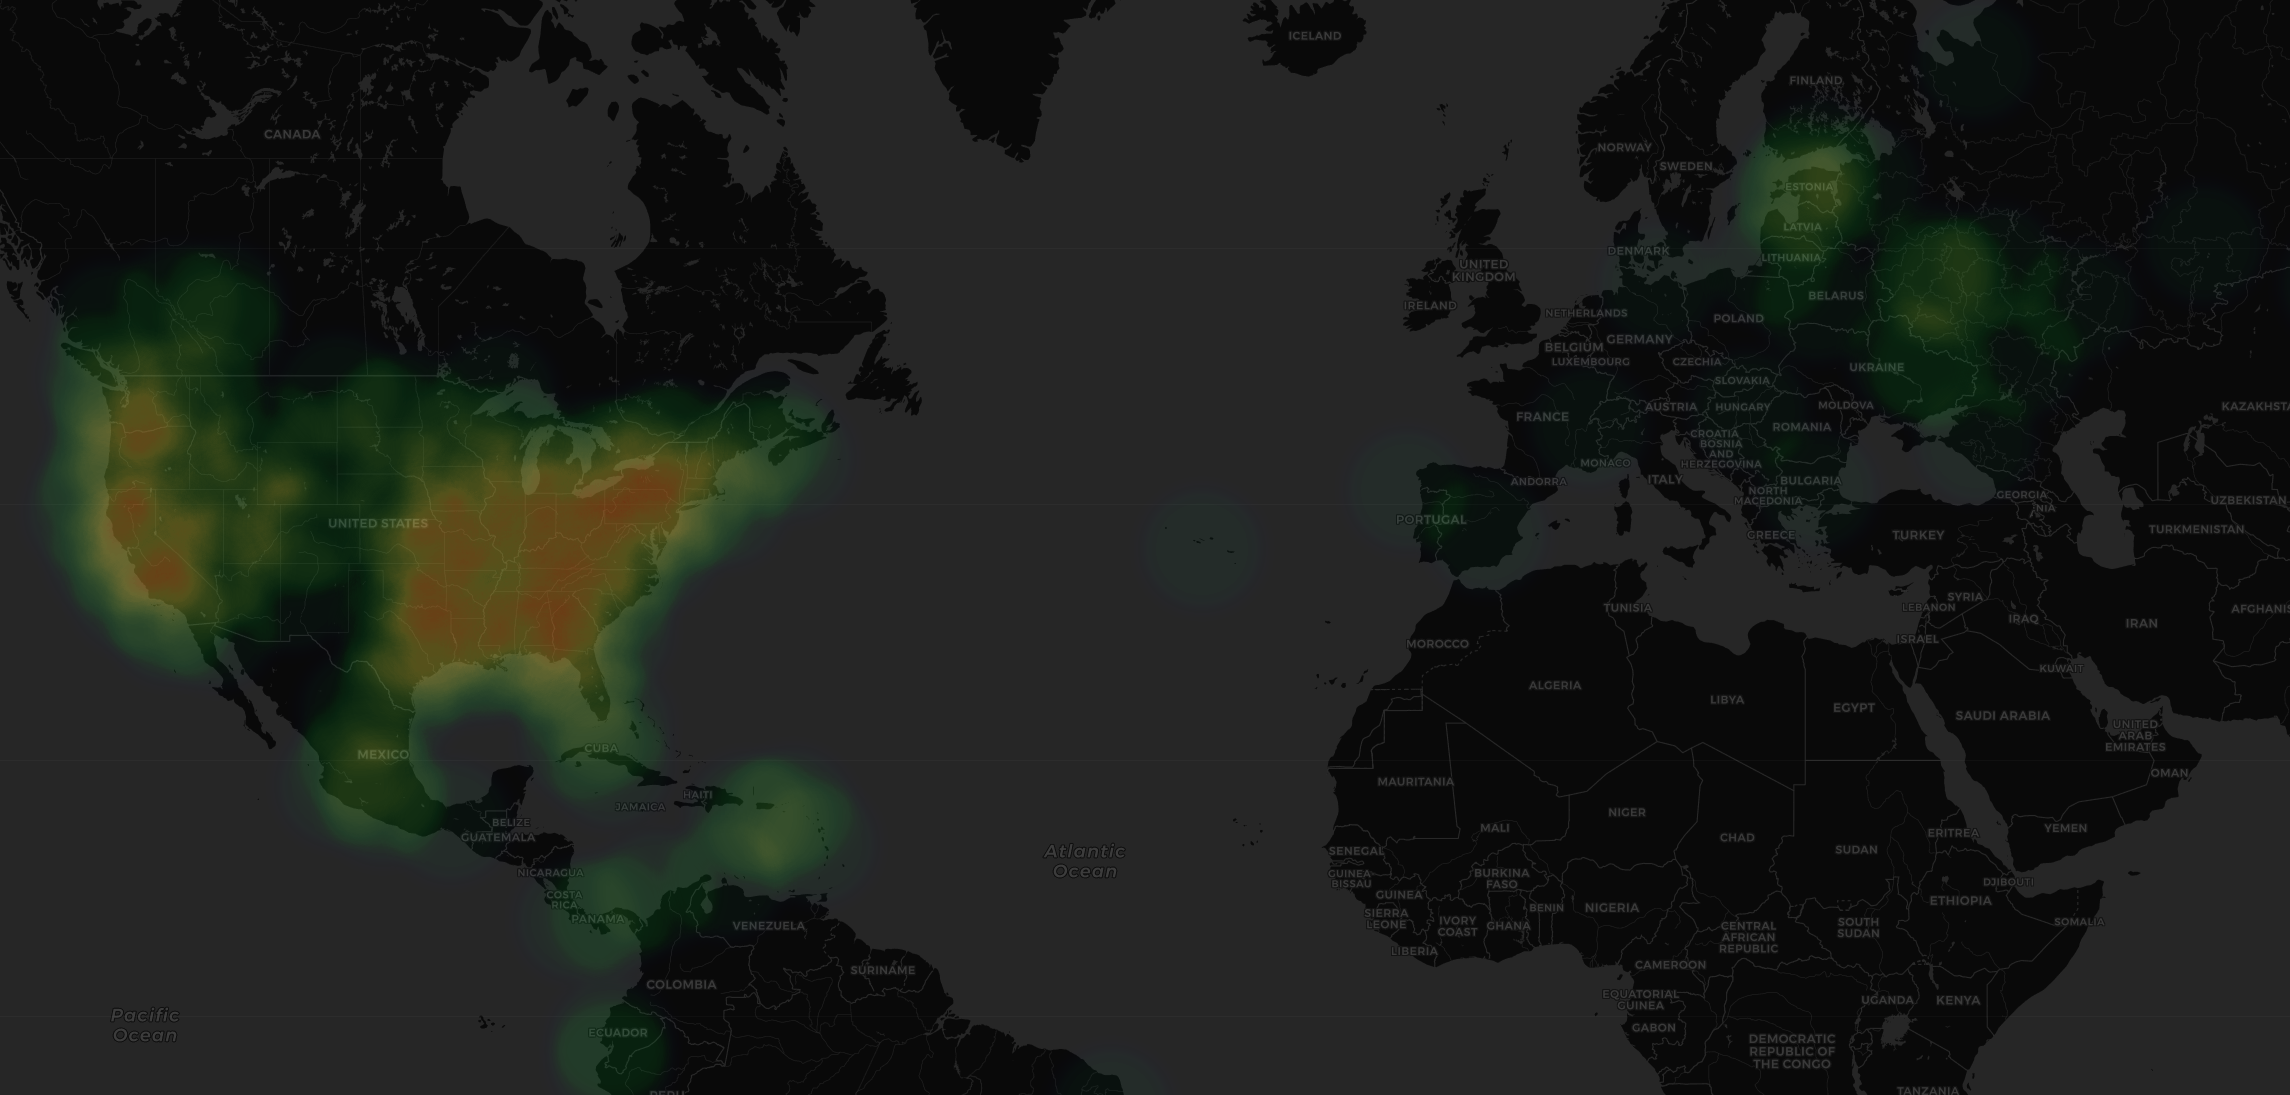 ICELAND
FINLAND
CANADA
NORWAY
SWEDEN
ESTONIA
LATVIA
DENMARK
LITHUANIA
UNITED
KINGDOM
BELARUS
IRELAND
NETHERLANDS
POLAND
GERMANY
BELGIUM
LUXEMBOURG
CZECHIA
UKRAINE
SLOVAKIA
FRANCE
AUSTRIA
HUNGARY
MOLDOVA
KAZAKHST
ROMANIA
CROATIA
BOSNIA
AND
HERZEGOVINA
MONACO
ANDORRA
ITALY
BULGARIA
NORTH
MACEDONIA
GEORGIA
NIA
UZBEKISTAN
UNITED STATES
PORTUGAL
GREECE
TURKEY
TURKMENISTAN
SYRIA
TUNISIA
LEBANON
AFGHANIS
IRAQ
IRAN
MOROCCO
ISRAEL
KUWAIT
ALGERIA
LIBYA
EGYPT
SAUDI ARABIA
UNITED
ARAB
EMIRATES
MEXICO
CUBA
OMAN
MAURITANIA
HAITI
JAMAICA
NIGER
BELIZE
GUATEMALA
MALI
CHAD
ERITREA
YEMEN
Atlantic
Ocean
SENEGAL
SUDAN
NICARAGUA
GUINEA
BISSAU
BURKINA
FASO
DJIBOUTI
COSTA
RICA
GUINEA
BENIN
NIGERIA
ETHIOPIA
PANAMA
VENEZUELA
SIERRA
LEONE
IVORY
COAST
GHANA
CENTRAL
AFRICAN
REPUBLIC
SOUTH
SUDAN
SOMALIA
LIBERIA
SURINAME
CAMEROON
COLOMBIA
EQUATORIAL
GUINEA
UGANDA
KENYA
Pacific
Ocean
ECUADOR
GABON
DEMOCRATIC
REPUBLIC OF
THE CONGO
PERU
TANZANIA